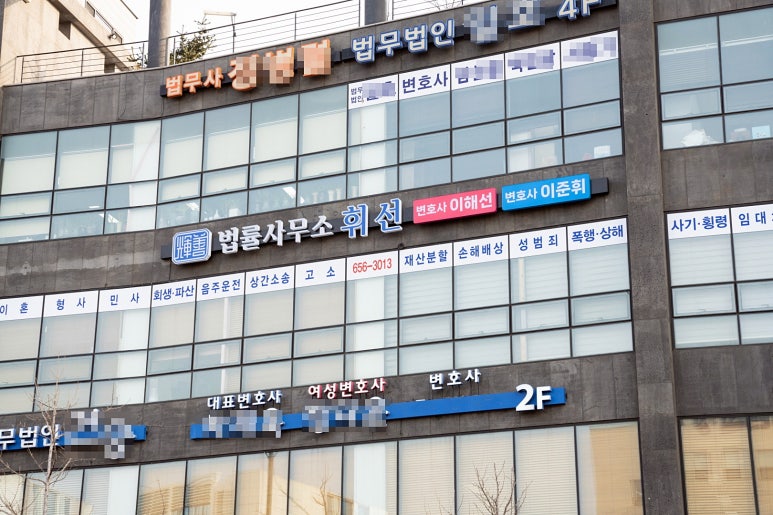 법무사
법무법인
4F
법무
법인
변호사
輝善 법률사무소 휘선 변호사 이해선 변호사 이준휘
이혼 형사 민사 회생·파산 음주운전 상간소송 고소 656-3013 재산분할 손해배상 성범죄 폭행·상해 사기·횡령 임대
대표변호사 여성변호사 변호사
무법인
2F